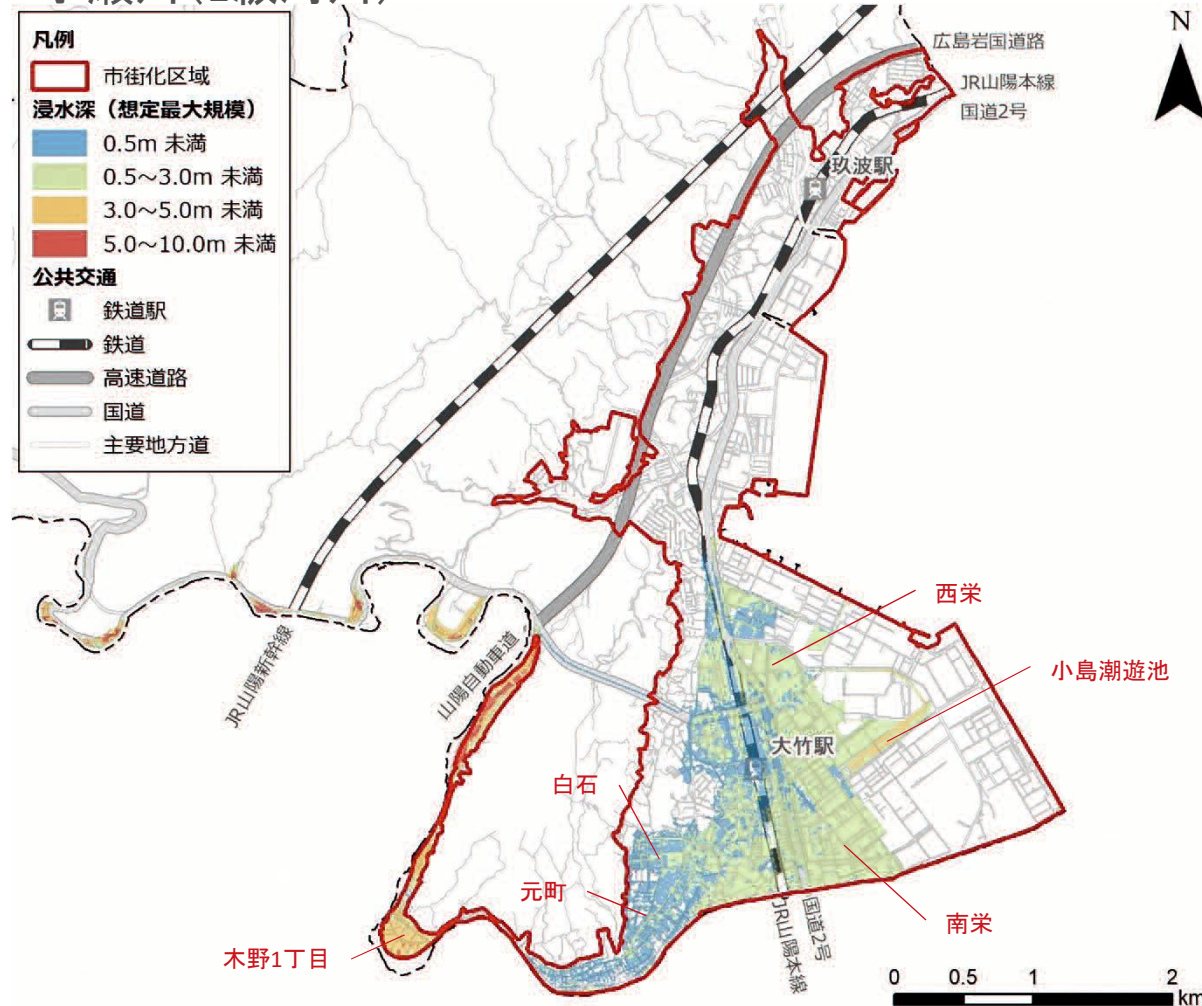 凡例
市街化区域
浸水深（想定最大規模）
0.5m 未満
0.5～3.0m 未満
3.0～5.0m 未満
5.0～10.0m 未満
公共交通
鉄道駅
鉄道
高速道路
国道
主要地方道
N
広島岩国道路
JR山陽本線
国道2号
玖波駅
西栄
小島潮遊池
JR山陽新幹線
山陽自動車道
大竹駅
白石
元町
南栄
木野1丁目
JR山陽本線
国道2号
0 0.5 1 2
km